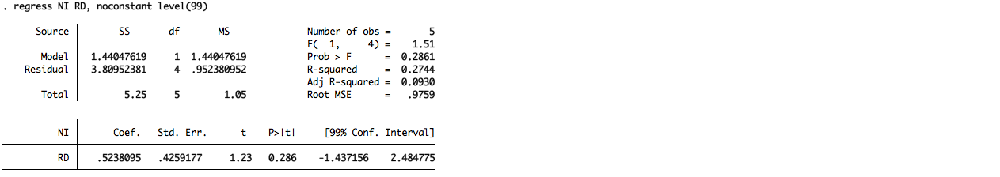 . regress NI RD, noconstant level(99)
Source SS df MS Number of obs = 5
F( 1, 4) = 1.51
Model 1.44047619 1 1.44047619 Prob > F = 0.2861
Residual 3.80952381 4 .952380952 R-squared = 0.2744
Adj R-squared = 0.0930
Total 5.25 5 1.05 Root MSE = .9759
NI Coef. Std. Err. t P>|t| [99% Conf. Interval]
RD .5238095 .4259177 1.23 0.286 -1.437156 2.484775